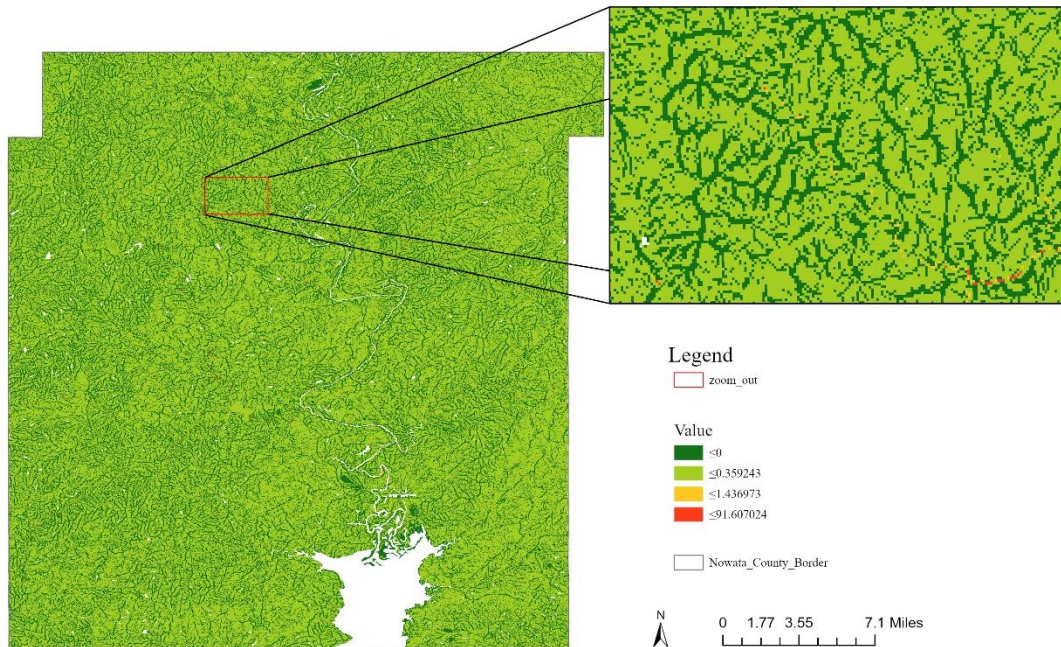 Legend
zoom_out
Value
≤0
≤0.359243
≤1.436973
≤91.607024
Nowata_County_Border
N
0 1.77 3.55 7.1 Miles